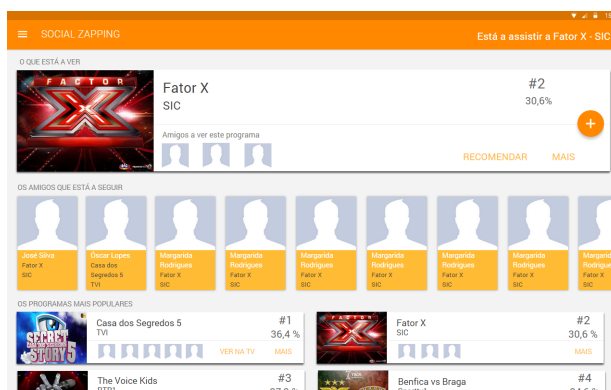 SOCIAL ZAPPING
Está a assistir a Fator X - SIC
O QUE ESTÁ A VER
FACTOR
X
Fator X
SIC
#2
30,6%
Amigos a ver este programa
RECOMENDAR
MAIS
OS AMIGOS QUE ESTÁ A SEGUIR
José Silva
Fator X
SIC
Óscar Lopes
Casa dos
Segredos 5
TVI
Margarida
Rodrigues
Fator X
SIC
Margarida
Rodrigues
Fator X
SIC
Margarida
Rodrigues
Fator X
SIC
Margarida
Rodrigues
Fator X
SIC
Margarida
Rodrigues
Fator X
SIC
Margarida
Rodrigues
Fator X
SIC
Fator X
SIC
OS PROGRAMAS MAIS POPULARES
SECRET
STORY 5
Casa dos Segredos 5
TVI
#1
36,4 %
VER NA TV
MAIS
FACTOR
X
Fator X
SIC
#2
30,6 %
MAIS
The Voice Kids
#3
Benfica vs Braga
#4